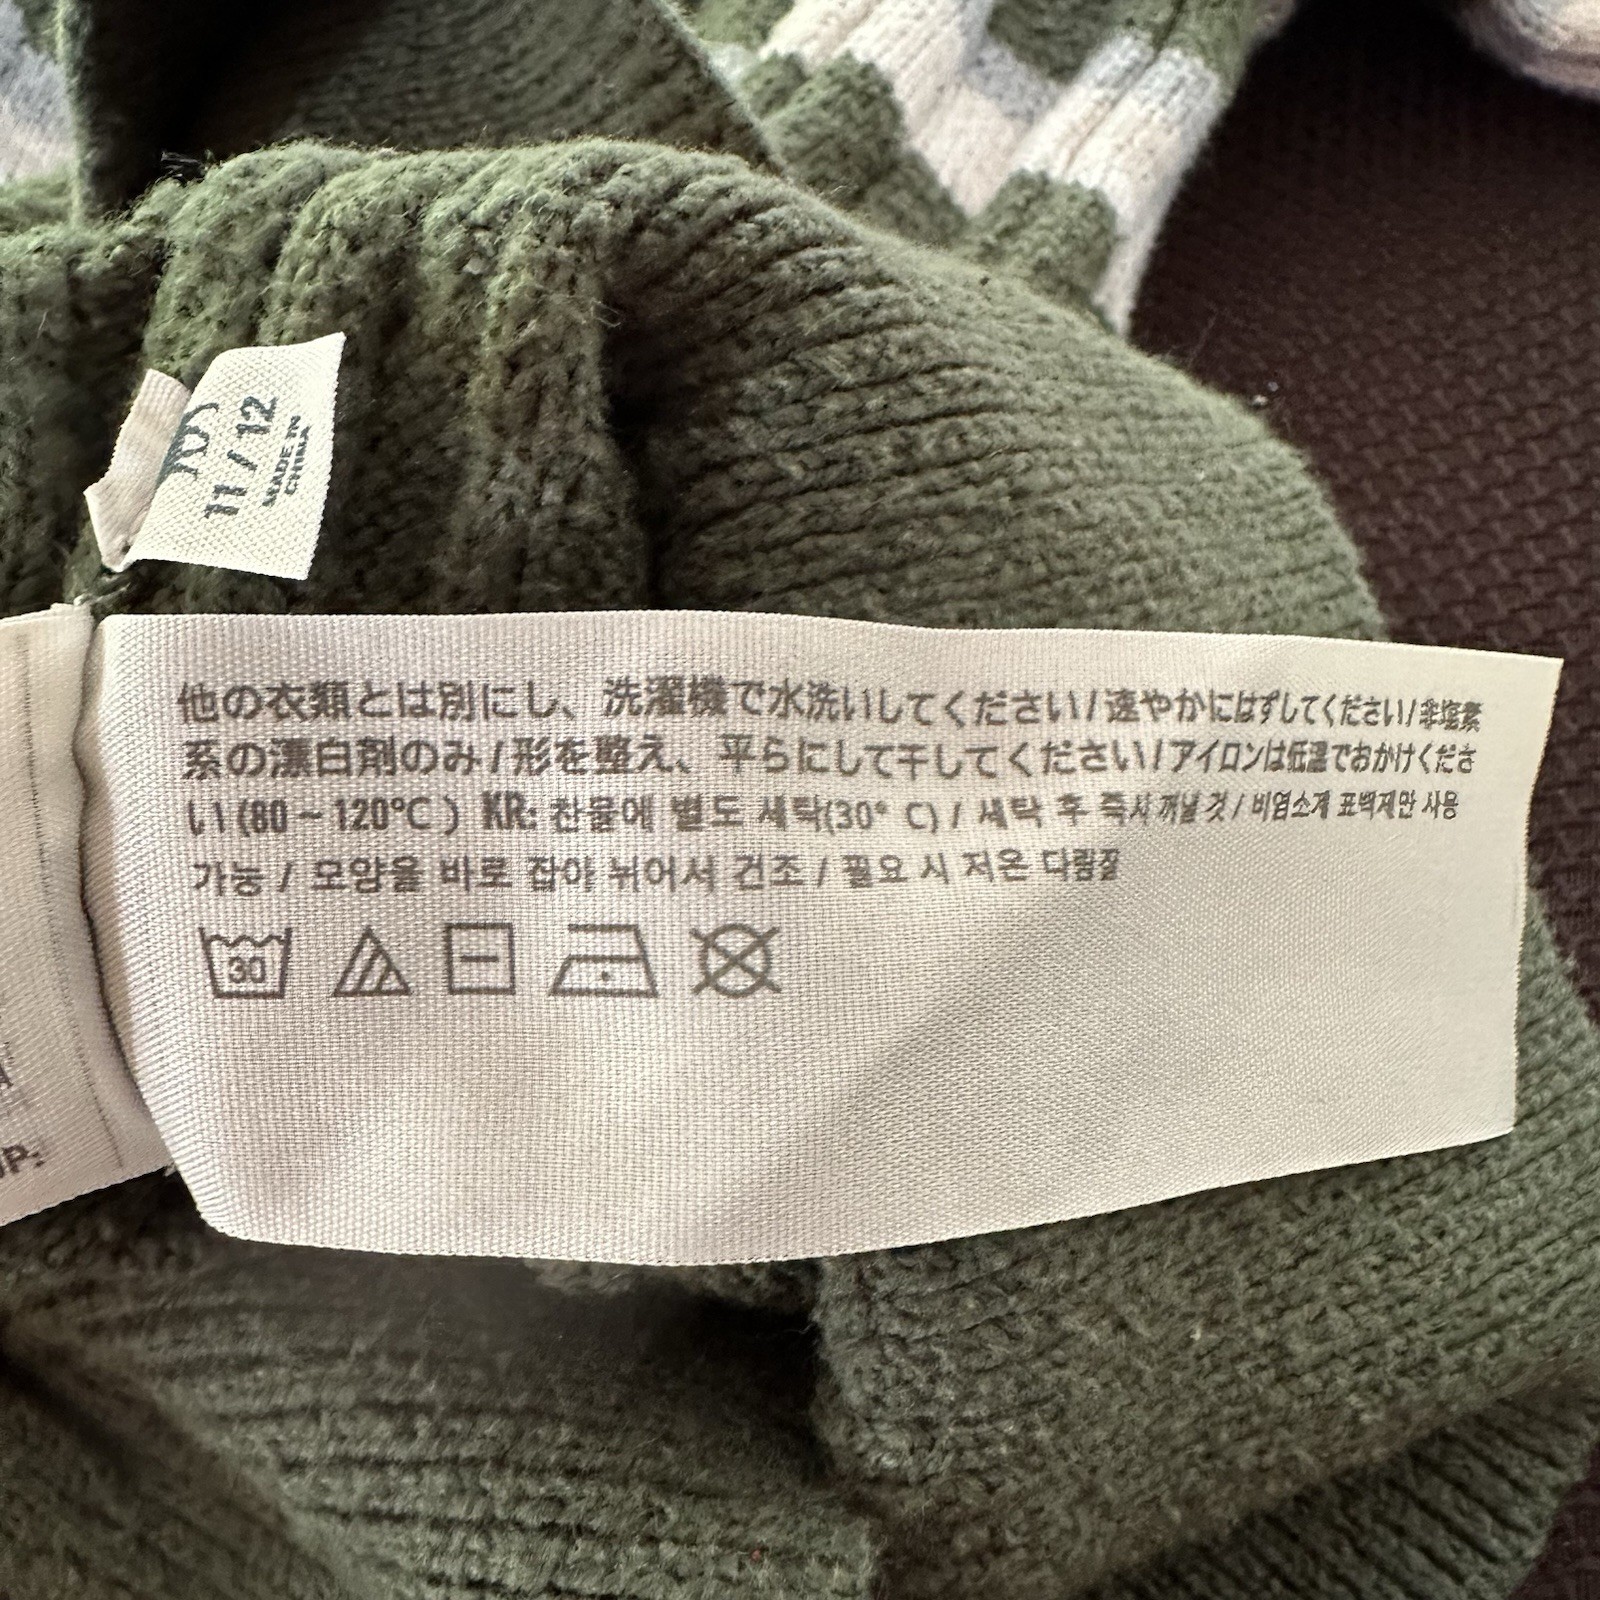 11 / 12
MADE IN
CHINA
他の衣類とは別にし、洗濯機で水洗いしてください/速やかにはずしてください/非塩素
系の漂白剤のみ/形を整え、平らにして干してください/アイロンは低温でおかけくださ
い(80~120°C) KR: 찬물에 별도 세탁(30° C) / 세탁 후 즉시 꺼낼 것 / 비염소계 표백제만 사용
가능 / 모양을 바로 잡아 뉘어서 건조 / 필요 시 저온 다림질
30
JP: